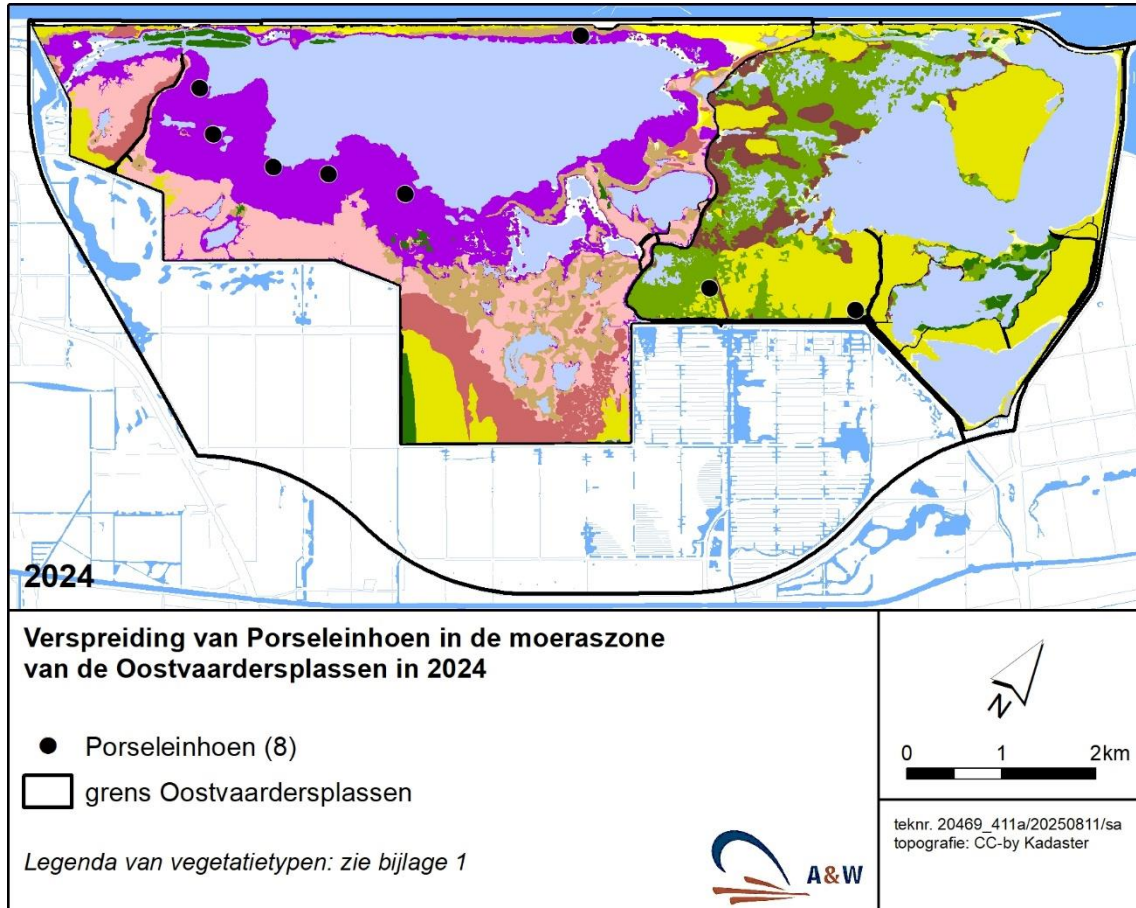 2024
Verspreiding van Porseleinhoen in de moeraszone
van de Oostvaardersplassen in 2024
Porseleinhoen (8)
grens Oostvaardersplassen
Legenda van vegetatietypen: zie bijlage 1
A&W
N
0 1 2km
teknr. 20469_411a/20250811/sa
topografie: CC-by Kadaster